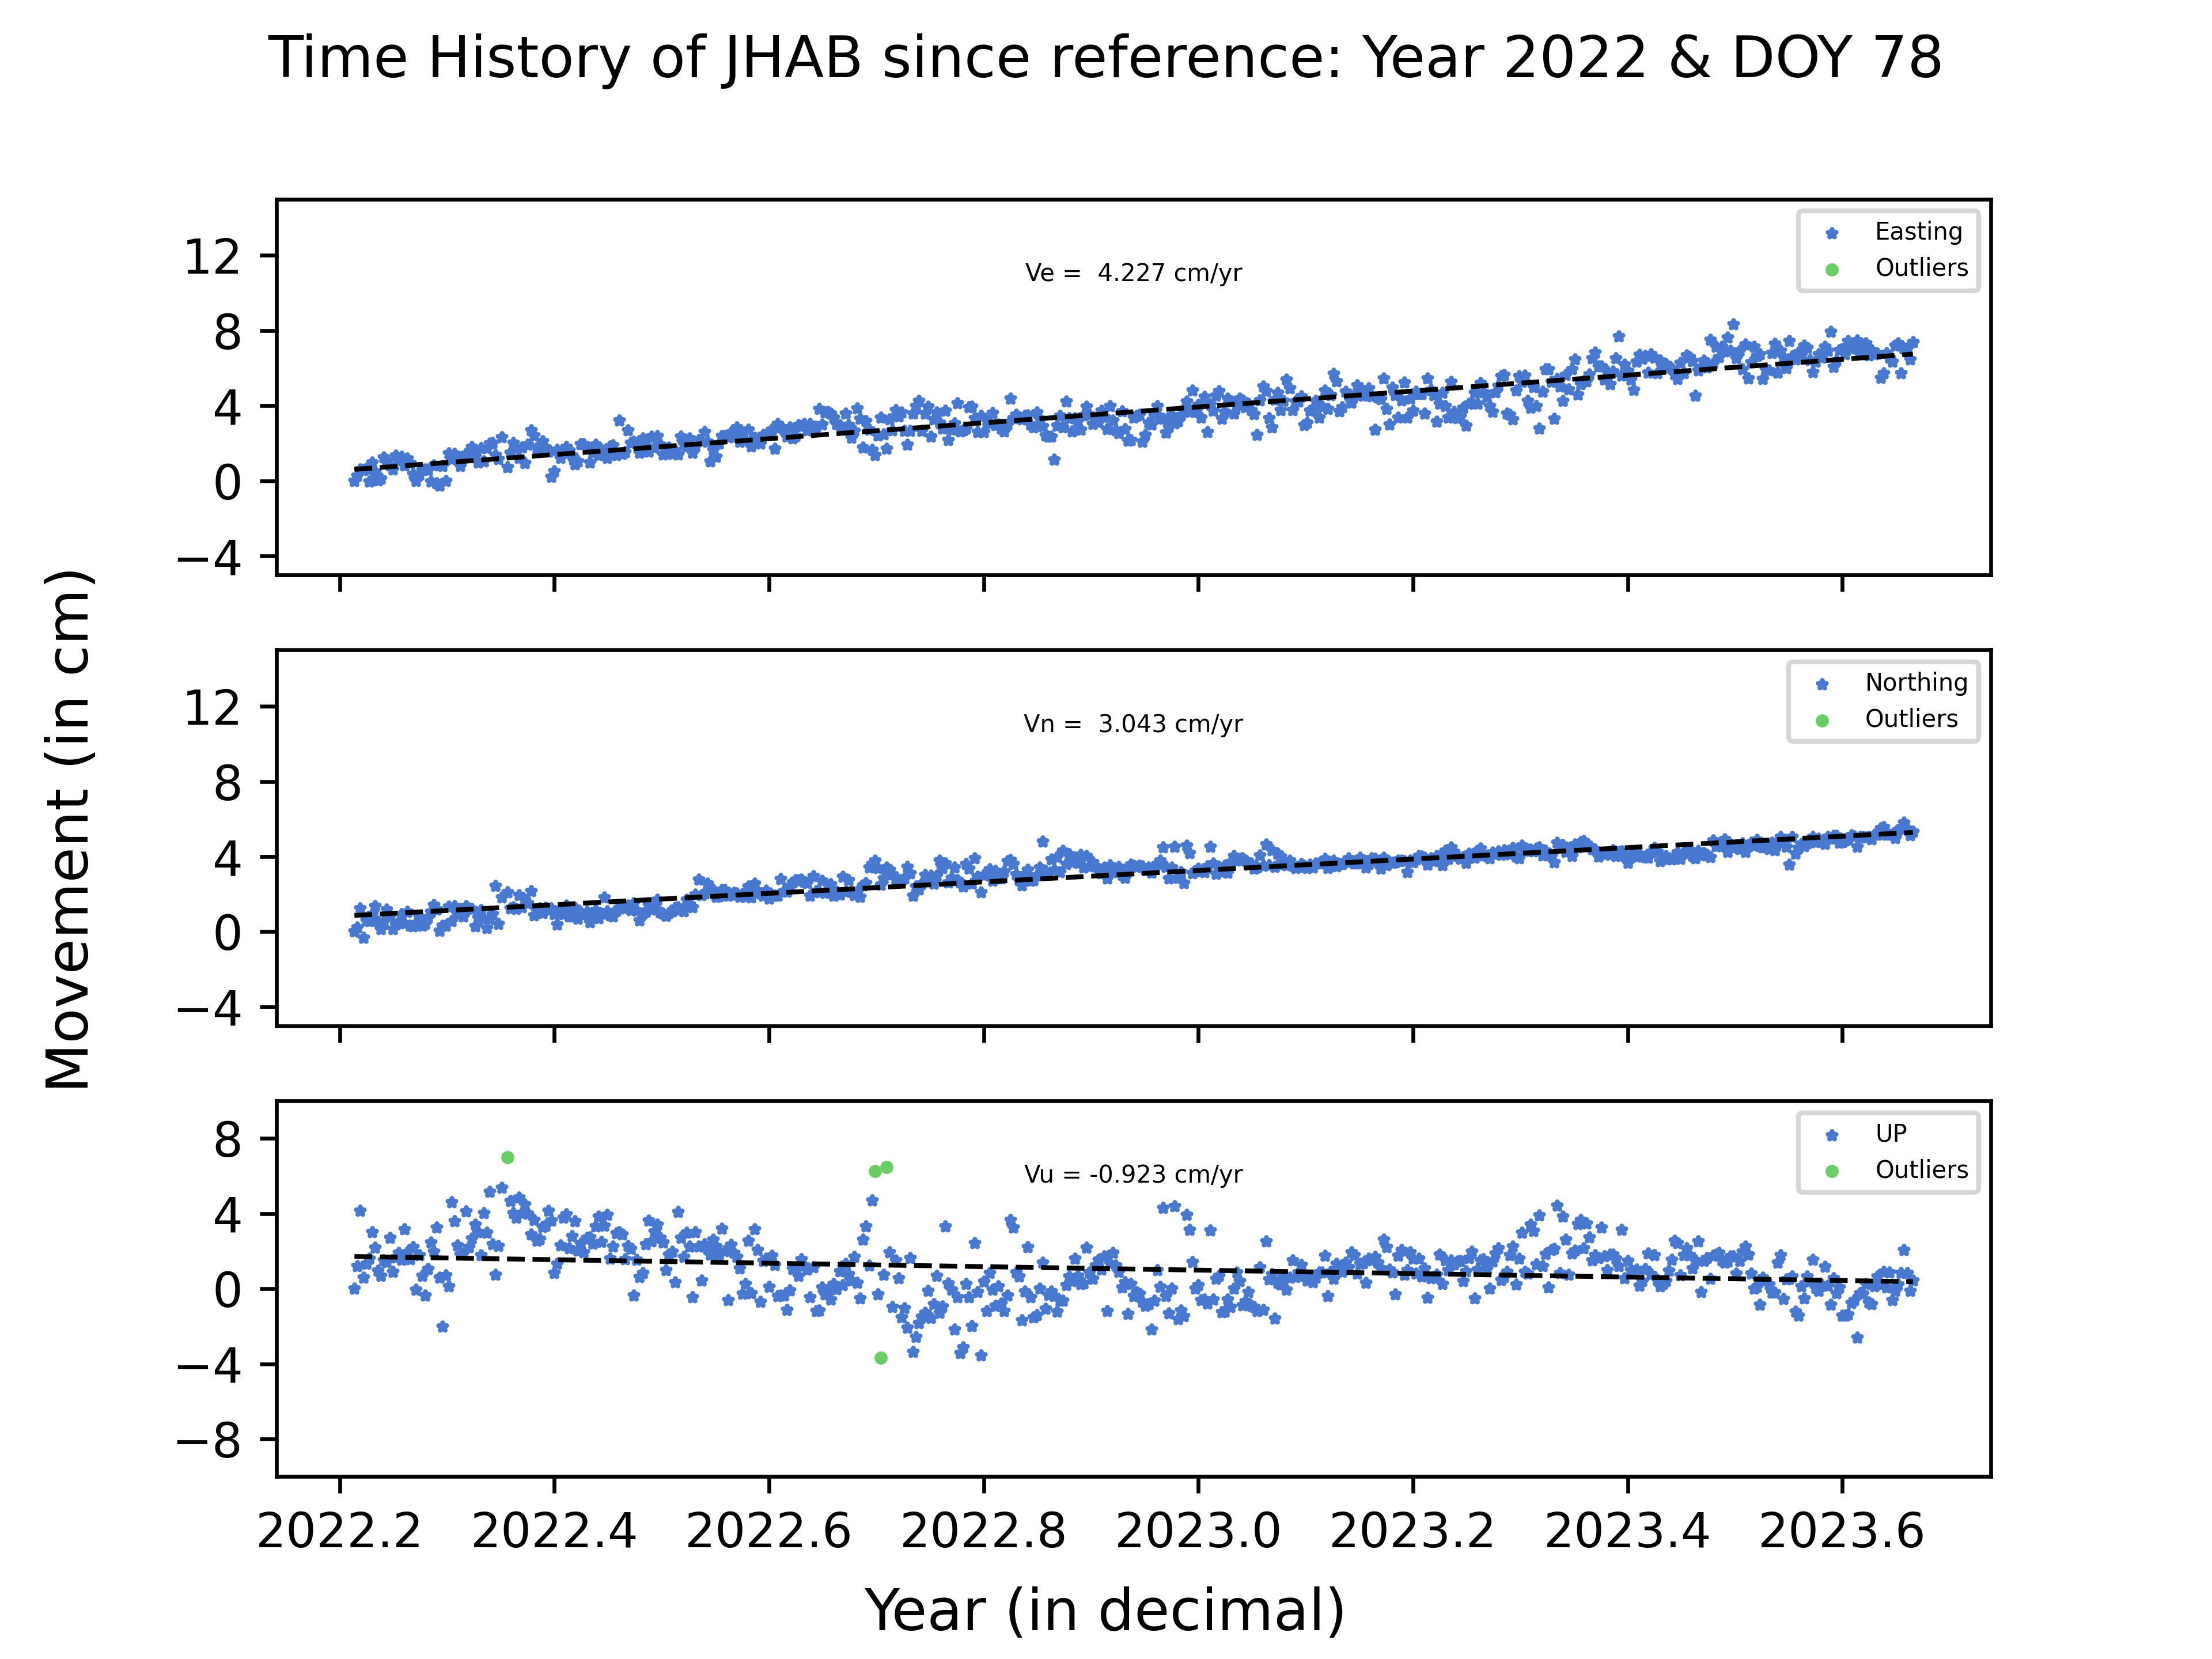 Time History of JHAB since reference: Year 2022 & DOY 78
Movement (in cm)
12
8
4
0
−4
Ve =  4.227 cm/yr
Easting
Outliers
12
8
4
0
−4
Vn =  3.043 cm/yr
Northing
Outliers
8
4
0
−4
−8
Vu = -0.923 cm/yr
UP
Outliers
2022.2 2022.4 2022.6 2022.8 2023.0 2023.2 2023.4 2023.6
Year (in decimal)